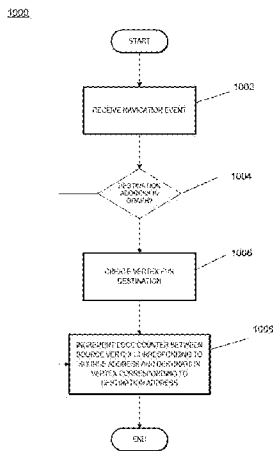 1000
START
RECEIVE NAVIGATION EVENT
1002
DESTINATION
ADDRESS IN
GRAPH?
1004
CREATE VERTEX FOR
DESTINATION
1006
INCREMENT EDGE COUNTER BETWEEN
SOURCE VERTEX CORRESPONDING TO
SOURCE ADDRESS AND DESTINATION
VERTEX CORRESPONDING TO
DESTINATION ADDRESS
1008
END